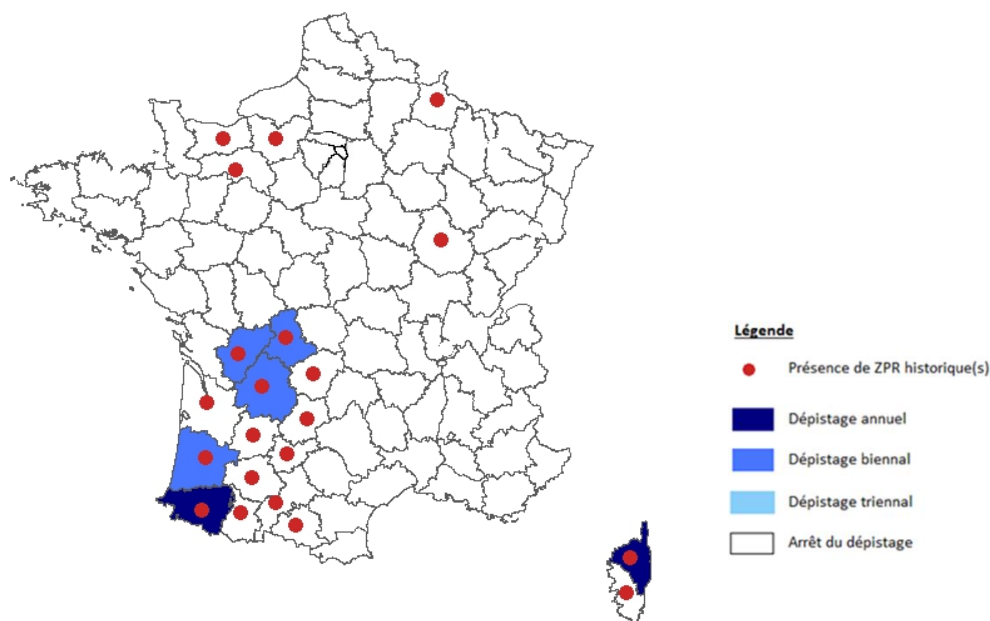 Légende
Présence de ZPR historique(s)
Dépistage annuel
Dépistage biennal
Dépistage triennal
Arrêt du dépistage